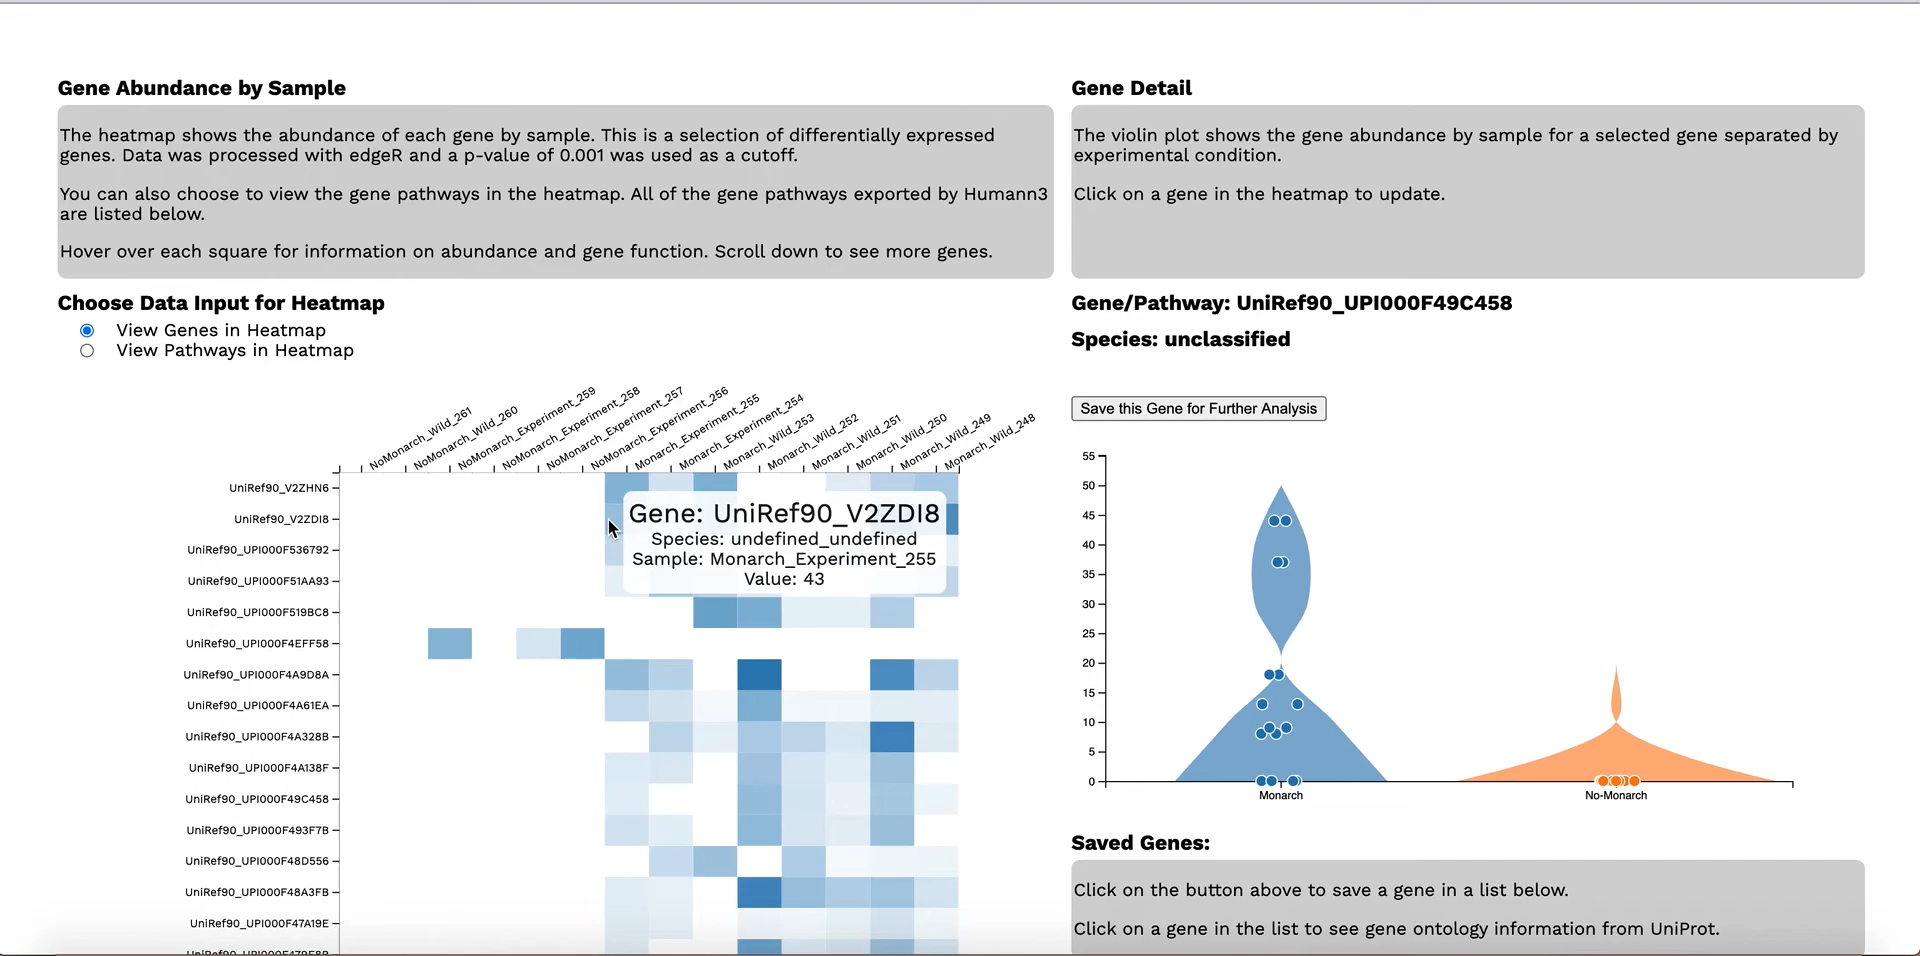 Gene Abundance by Sample
The heatmap shows the abundance of each gene by sample. This is a selection of differentially expressed
genes. Data was processed with edgeR and a p-value of 0.001 was used as a cutoff.
You can also choose to view the gene pathways in the heatmap. All of the gene pathways exported by Humann3
are listed below.
Hover over each square for information on abundance and gene function. Scroll down to see more genes.
Choose Data Input for Heatmap
View Genes in Heatmap
View Pathways in Heatmap
NoMonarch_Wild_261
NoMonarch_Wild_260
NoMonarch_Experiment_259
NoMonarch_Experiment_258
NoMonarch_Experiment_257
NoMonarch_Experiment_256
Monarch_Experiment_255
Monarch_Experiment_254
Monarch_Wild_253
Monarch_Wild_252
Monarch_Wild_251
Monarch_Wild_250
Monarch_Wild_249
Monarch_Wild_248
UniRef90_V2ZHN6
UniRef90_V2ZDI8
UniRef90_UPI000F536792
UniRef90_UPI000F51AA93
UniRef90_UPI000F519BC8
UniRef90_UPI000F4EFF58
UniRef90_UPI000F4A9D8A
UniRef90_UPI000F4A61EA
UniRef90_UPI000F4A328B
UniRef90_UPI000F4A138F
UniRef90_UPI000F49C458
UniRef90_UPI000F493F7B
UniRef90_UPI000F48D556
UniRef90_UPI000F48A3FB
UniRef90_UPI000F47A19E
Gene: UniRef90_V2ZDI8
Species: undefined_undefined
Sample: Monarch_Experiment_255
Value: 43
Gene Detail
The violin plot shows the gene abundance by sample for a selected gene separated by
experimental condition.
Click on a gene in the heatmap to update.
Gene/Pathway: UniRef90_UPI000F49C458
Species: unclassified
Save this Gene for Further Analysis
55
50
45
40
35
30
25
20
15
10
5
0
Monarch
No-Monarch
Saved Genes:
Click on the button above to save a gene in a list below.
Click on a gene in the list to see gene ontology information from UniProt.